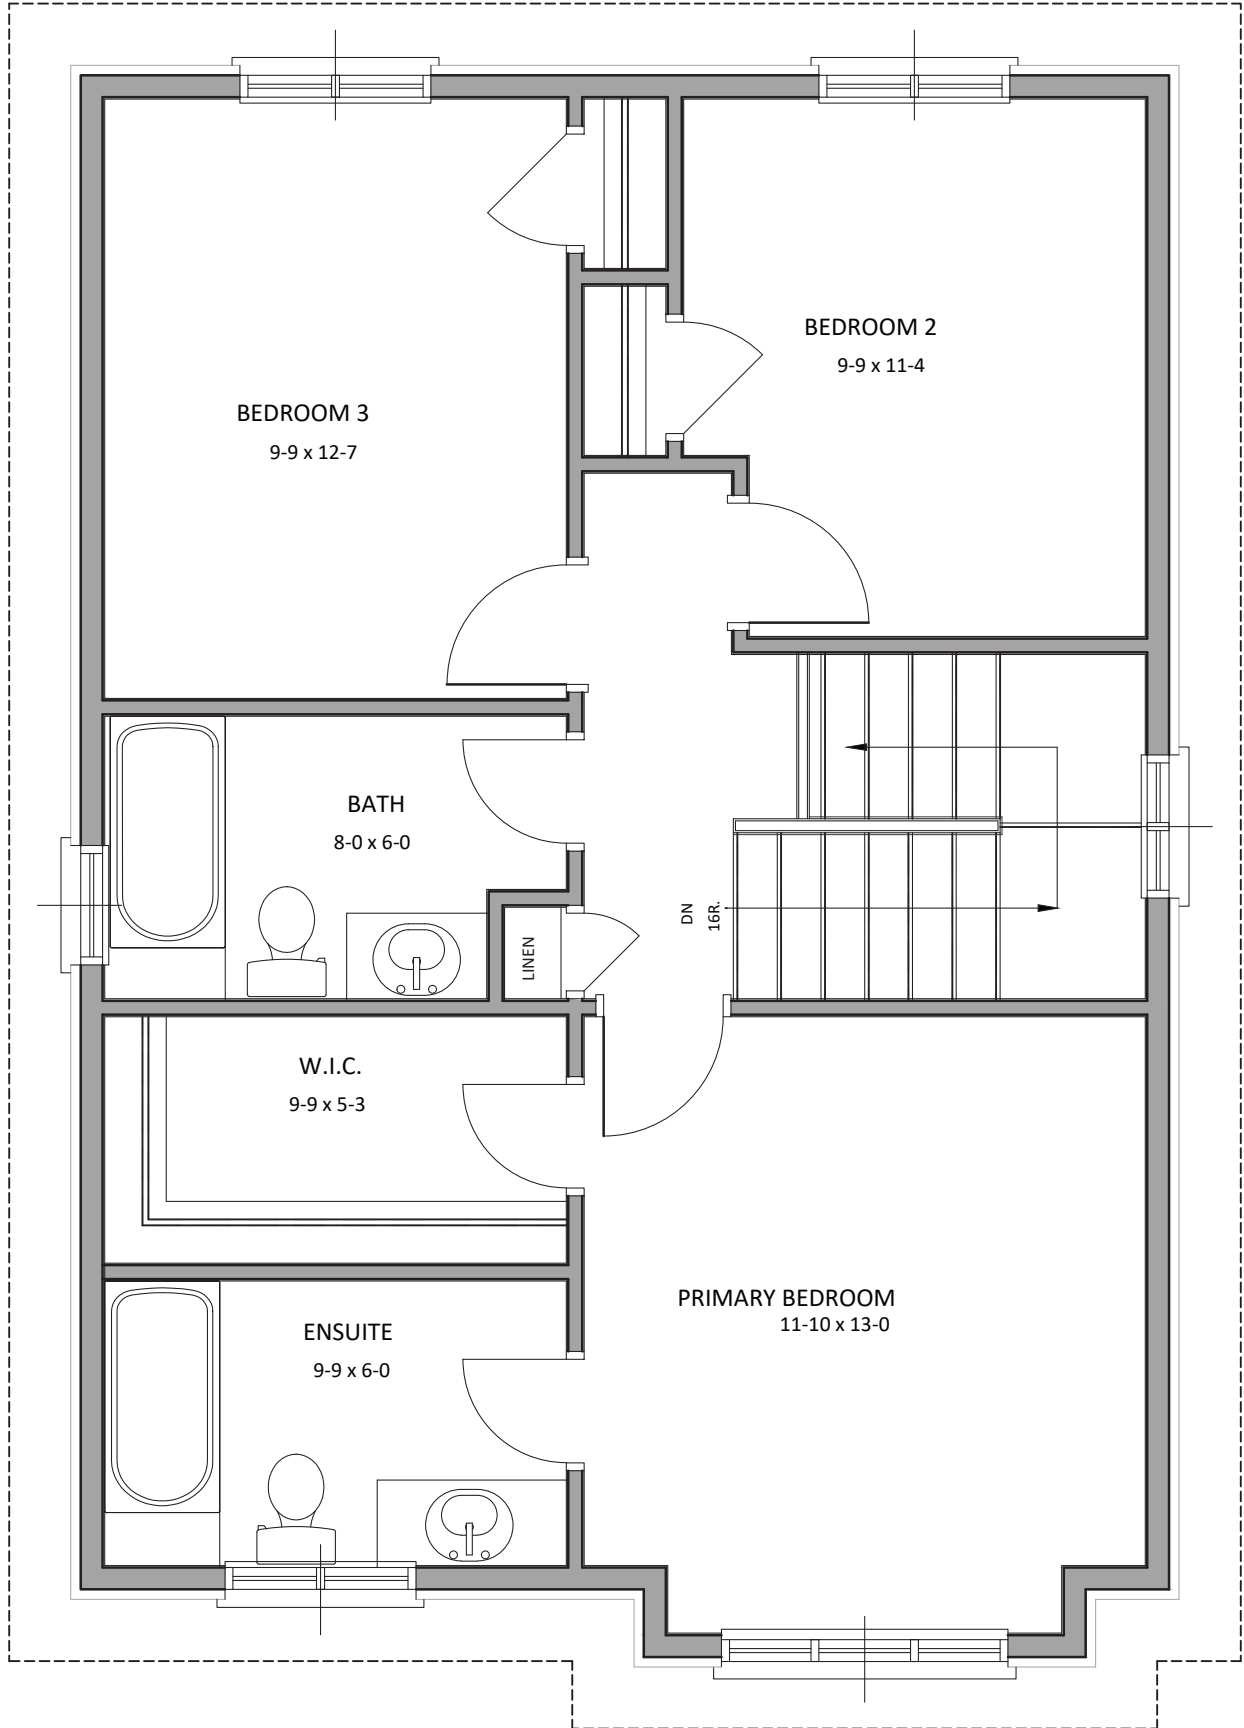 BEDROOM 2
9-9 x 11-4
BEDROOM 3
9-9 x 12-7
BATH
8-0 x 6-0
DN
16R.
LINEN
W.I.C.
9-9 x 5-3
PRIMARY BEDROOM
11-10 x 13-0
ENSUITE
9-9 x 6-0